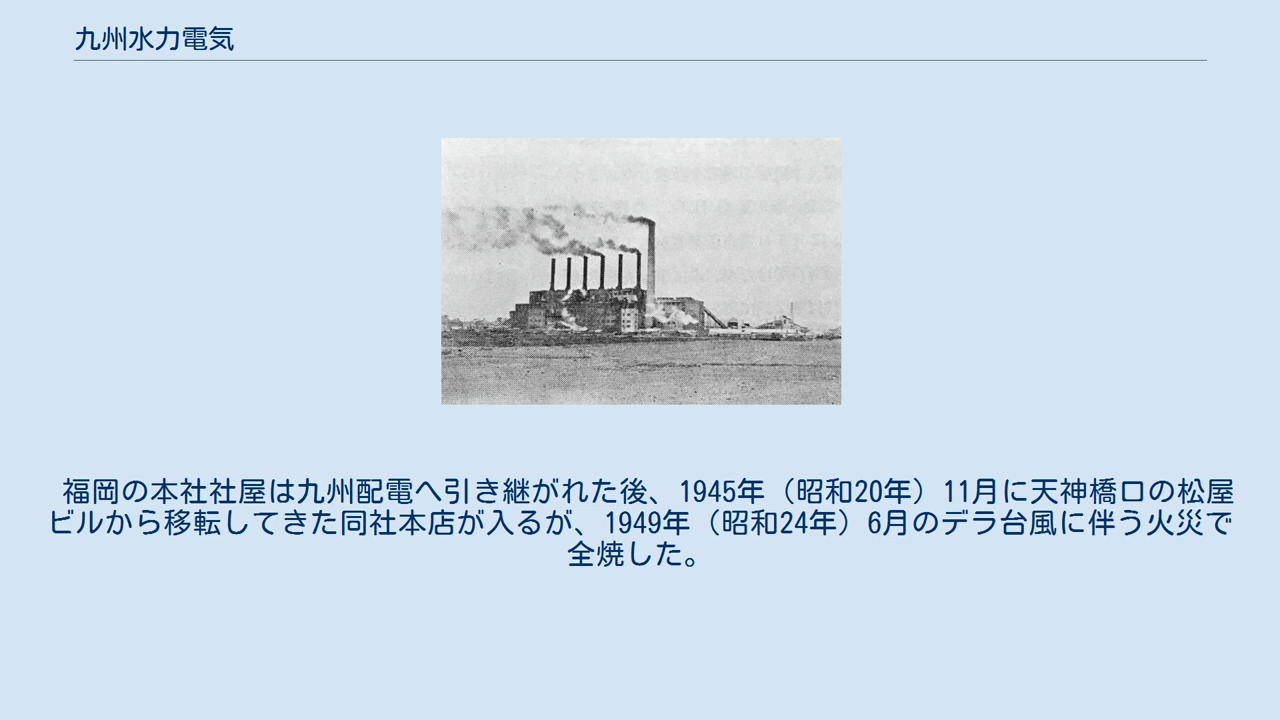 九州水力電気
福岡の本社社屋は九州配電へ引き継がれた後、1945年（昭和20年）11月に天神橋口の松屋
ビルから移転してきた同社本店が入るが、1949年（昭和24年）6月のデラ台風に伴う火災で
全焼した。